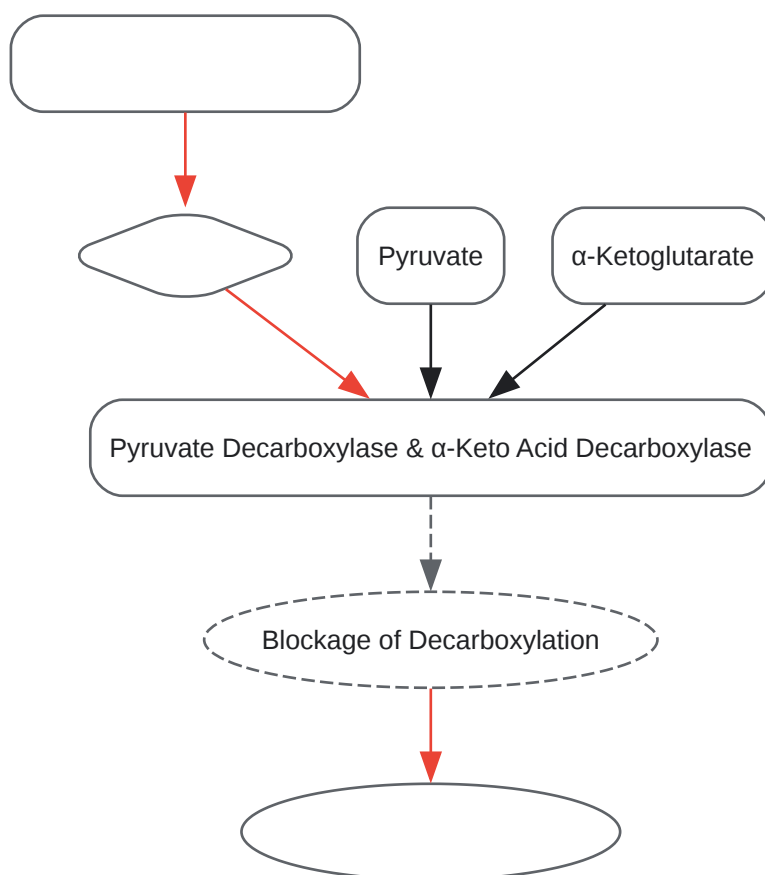 Pyruvate
α-Ketoglutarate
Pyruvate Decarboxylase & α-Keto Acid Decarboxylase
Blockage of Decarboxylation